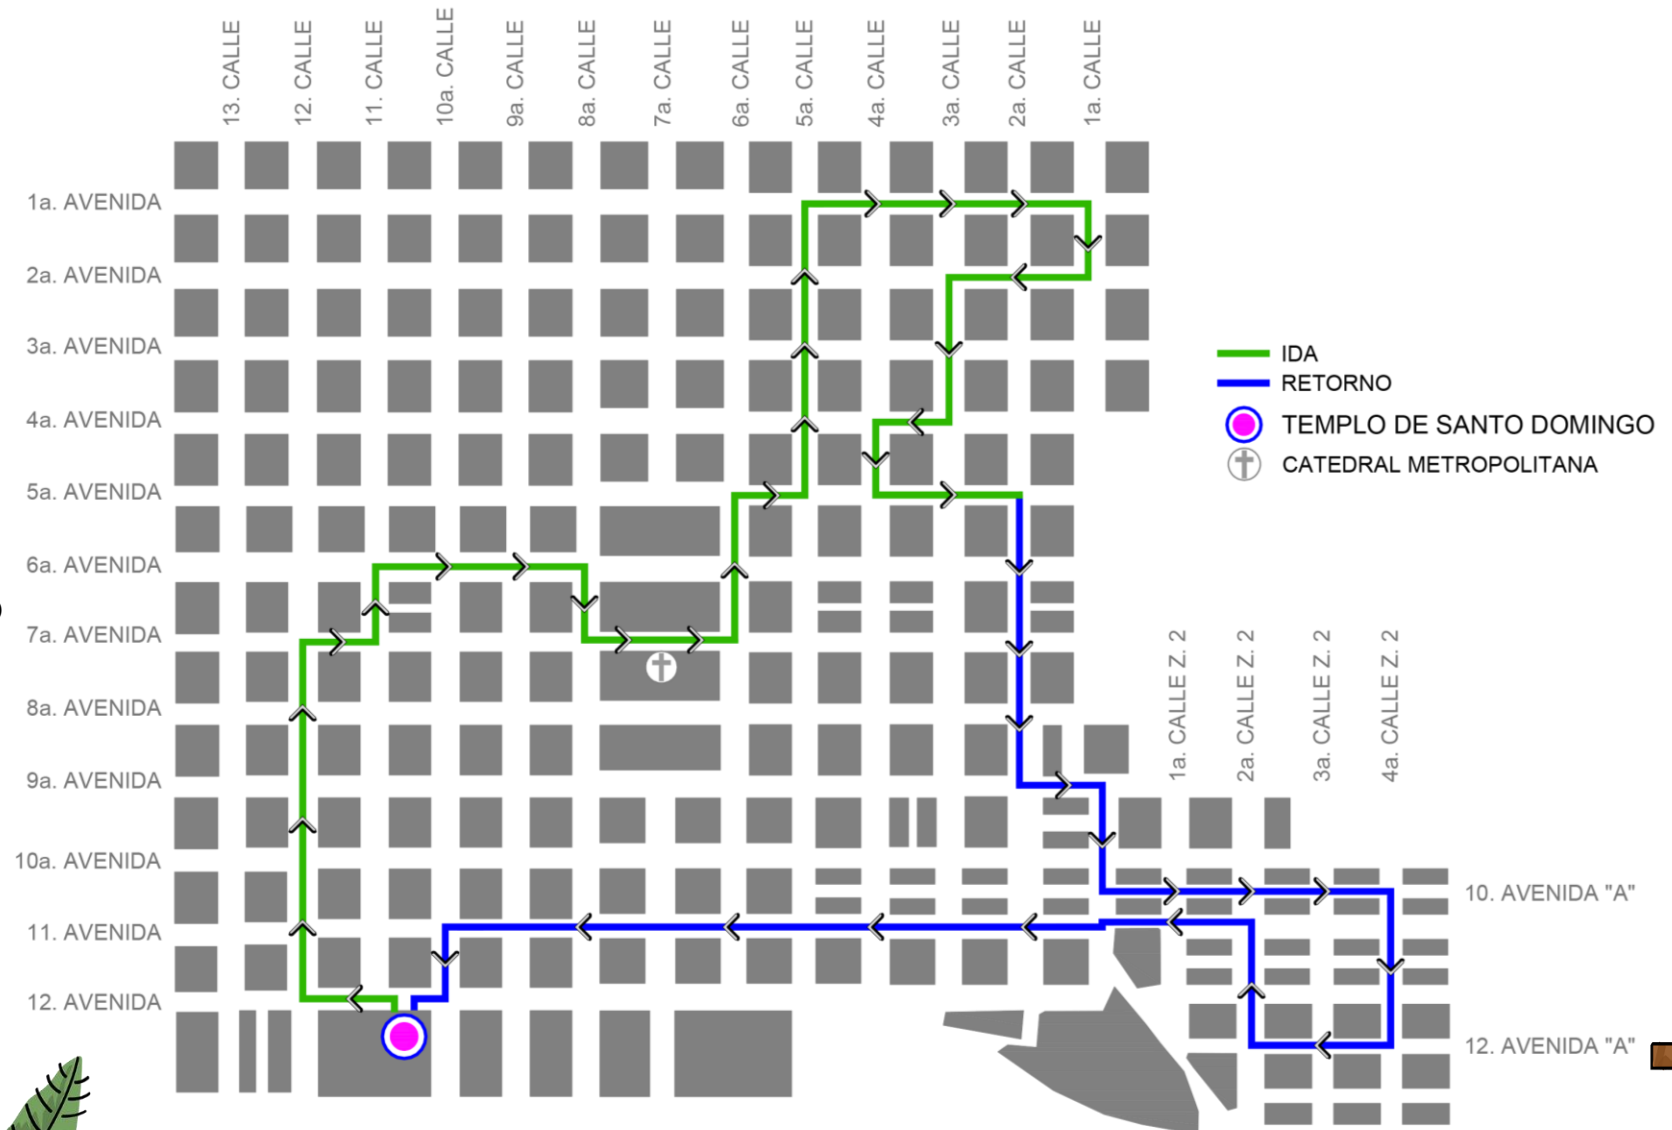 13. CALLE
12. CALLE
11. CALLE
10a. CALLE
9a. CALLE
8a. CALLE
7a. CALLE
6a. CALLE
5a. CALLE
4a. CALLE
3a. CALLE
2a. CALLE
1a. CALLE
1a. AVENIDA
2a. AVENIDA
3a. AVENIDA
4a. AVENIDA
5a. AVENIDA
6a. AVENIDA
7a. AVENIDA
8a. AVENIDA
9a. AVENIDA
10a. AVENIDA
11. AVENIDA
12. AVENIDA
IDA
RETORNO
TEMPLO DE SANTO DOMINGO
CATEDRAL METROPOLITANA
1a. CALLE Z. 2
2a. CALLE Z. 2
3a. CALLE Z. 2
4a. CALLE Z. 2
10. AVENIDA "A"
12. AVENIDA "A"